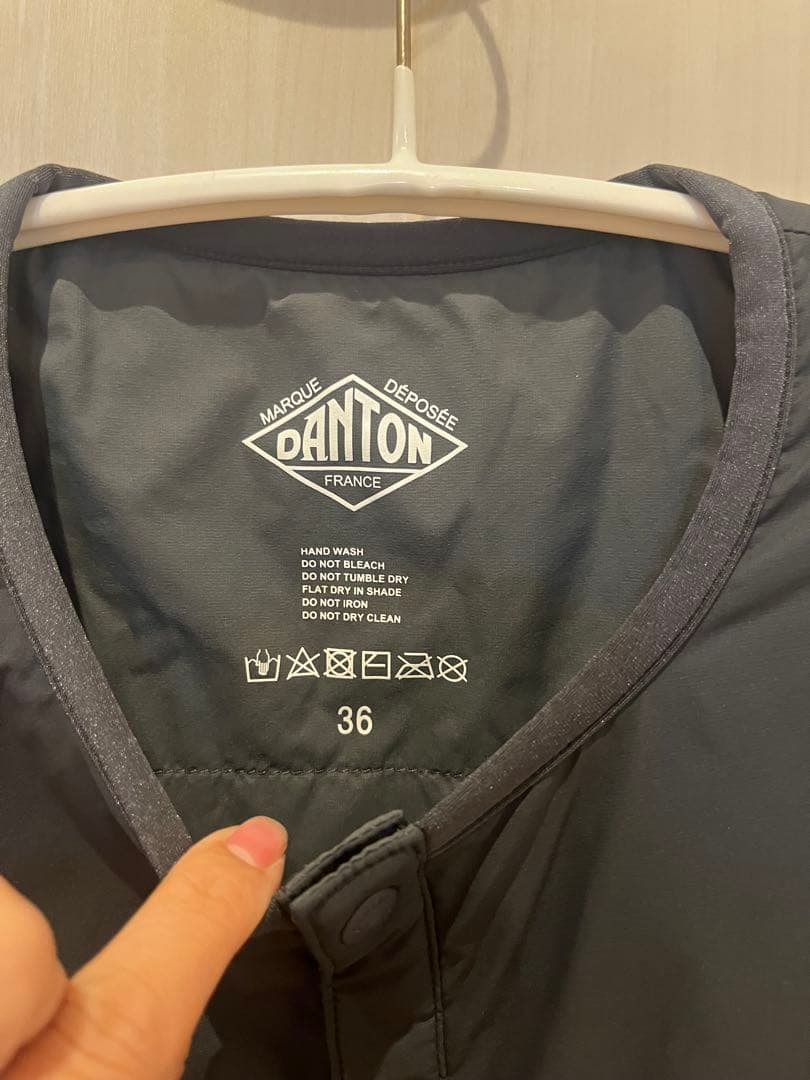 MARQUE DÉPOSÉE
DANTON
FRANCE
HAND WASH
DO NOT BLEACH
DO NOT TUMBLE DRY
FLAT DRY IN SHADE
DO NOT IRON
DO NOT DRY CLEAN
36